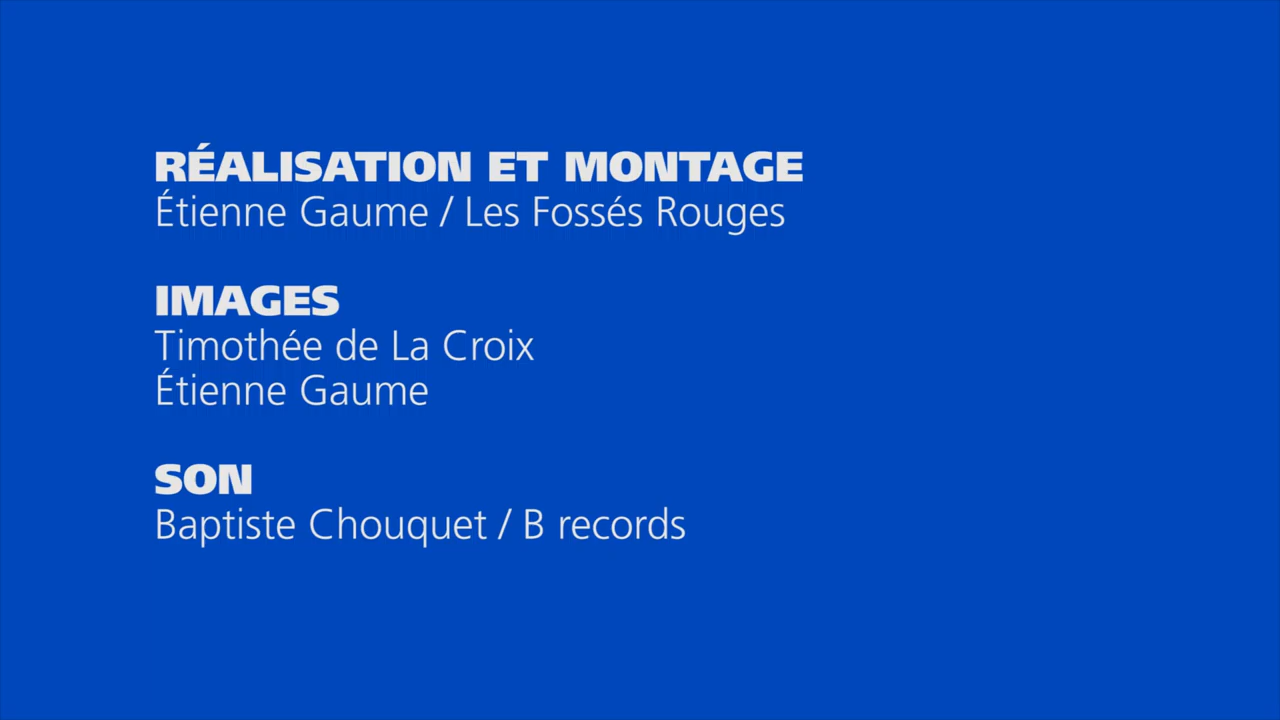 RÉALISATION ET MONTAGE
Étienne Gaume / Les Fossés Rouges
IMAGES
Timothée de La Croix
Étienne Gaume
SON
Baptiste Chouquet / B records